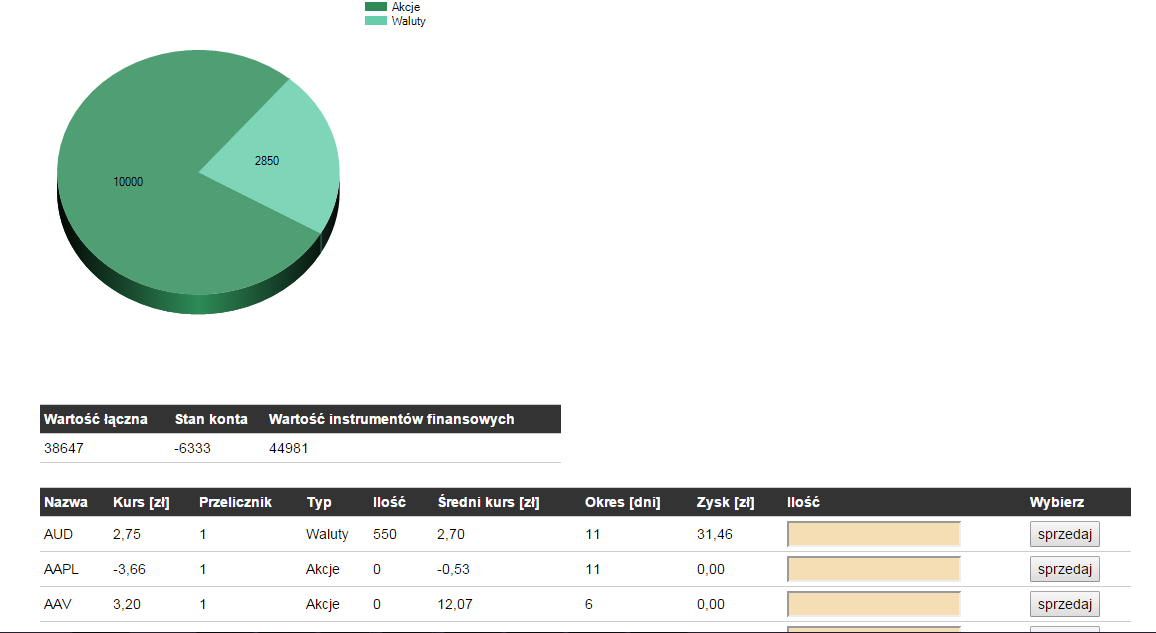 Akcje
Waluty
2850
10000
Wartość łączna Stan konta Wartość instrumentów finansowych
38647 -6333 44981
Nazwa Kurs [zł] Przelicznik Typ Ilość Średni kurs [zł] Okres [dni] Zysk [zł] Ilość Wybierz
AUD 2,75 1 Waluty 550 2,70 11 31,46 sprzedaj
AAPL -3,66 1 Akcje 0 -0,53 11 0,00 sprzedaj
AAV 3,20 1 Akcje 0 12,07 6 0,00 sprzedaj